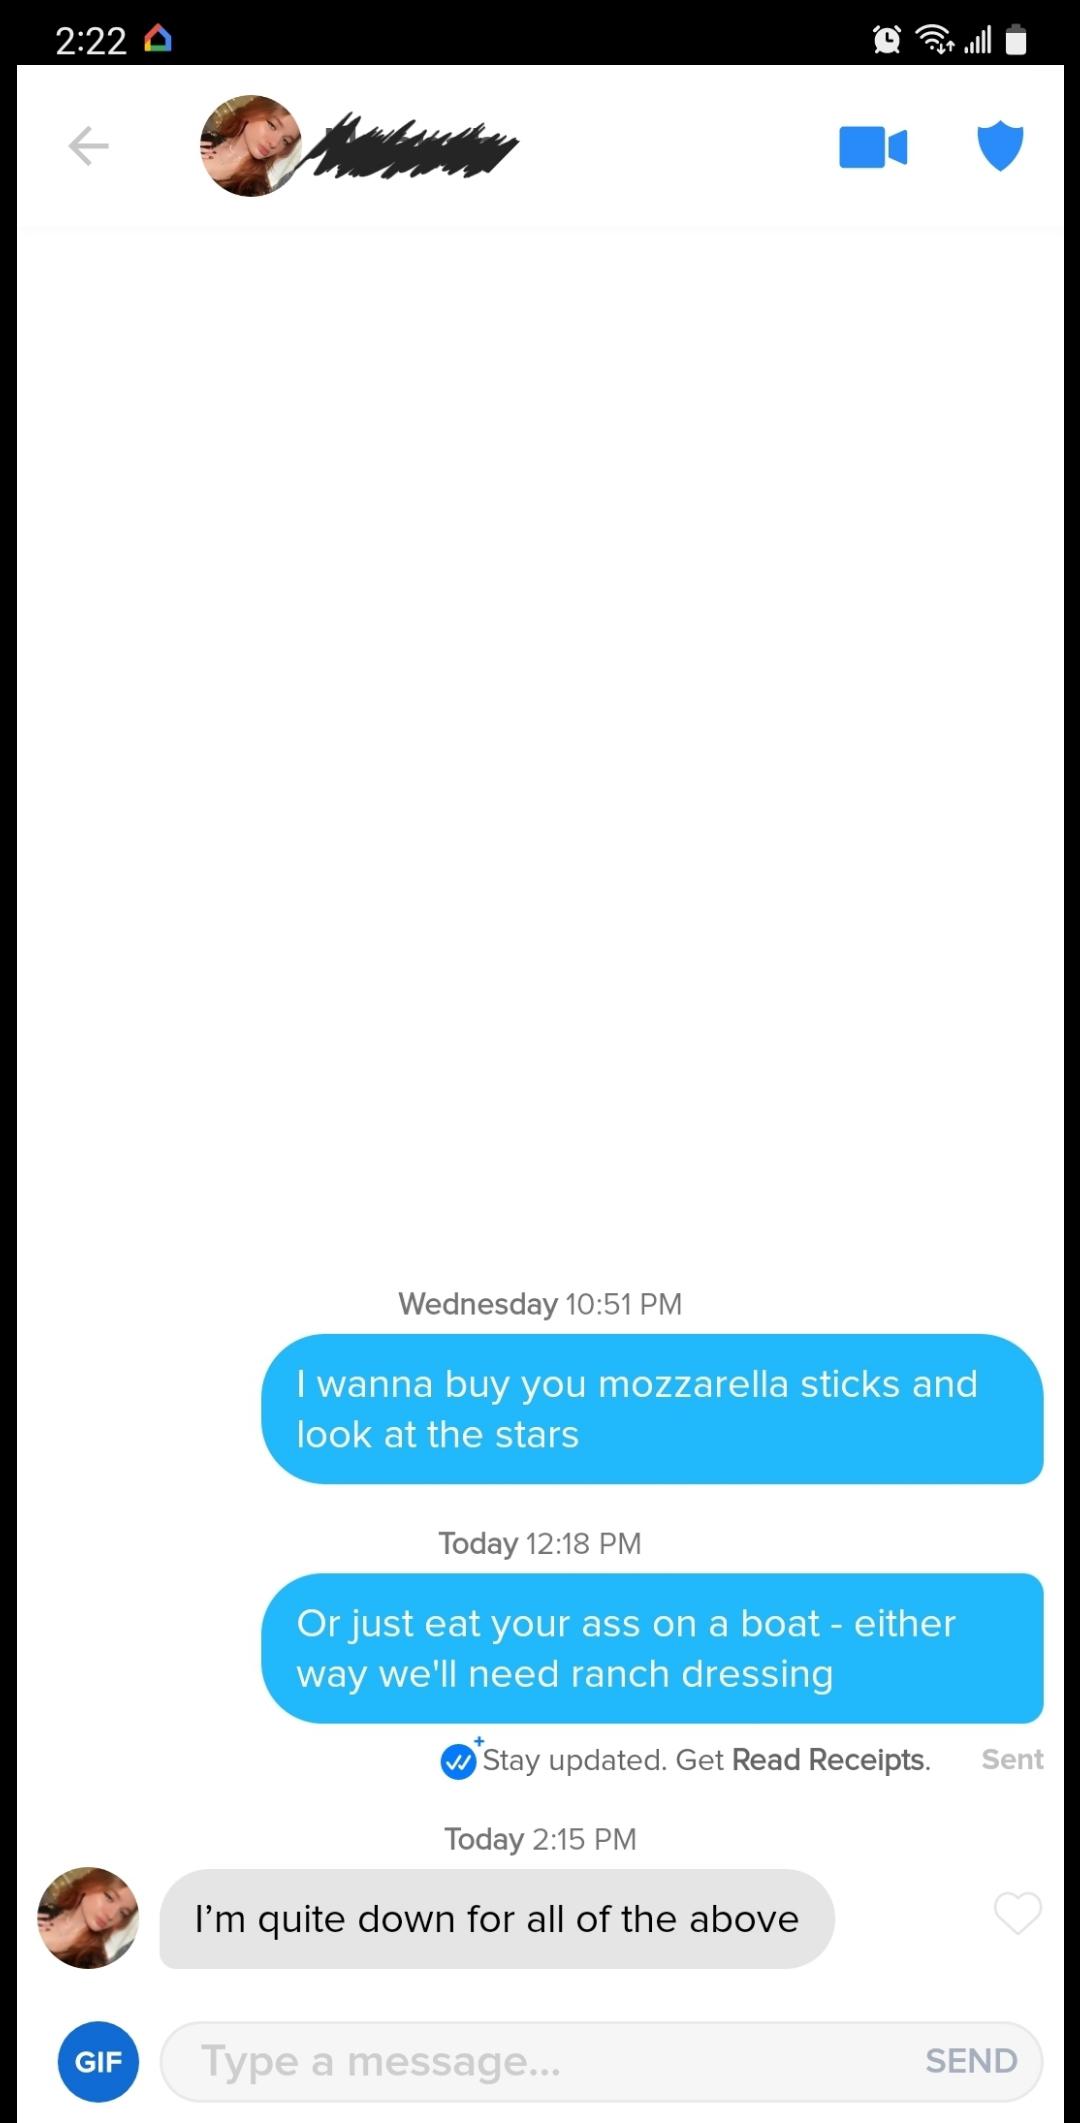 2:22
Wednesday 10:51 PM
I wanna buy you mozzarella sticks and
look at the stars
Today 12:18 PM
Or just eat your ass on a boat - either
way we'll need ranch dressing
Stay updated. Get Read Receipts. Sent
Today 2:15 PM
I’m quite down for all of the above
GIF Type a message... SEND